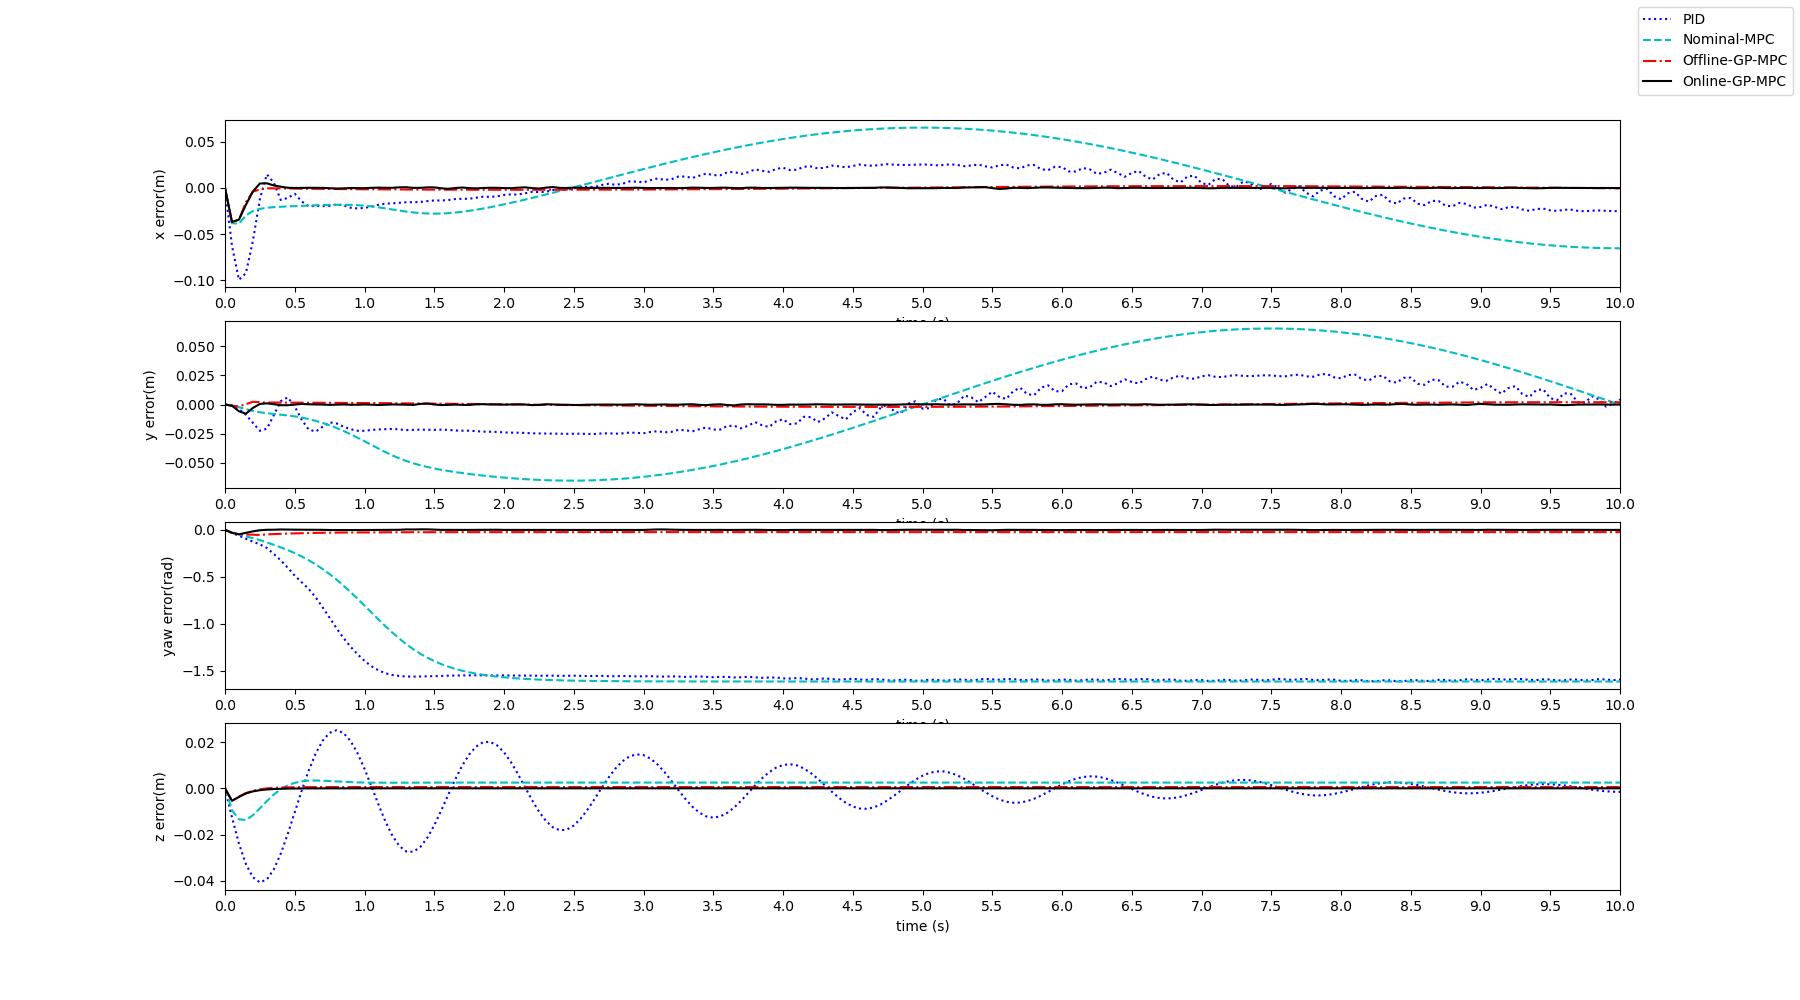 PID
Nominal-MPC
Offline-GP-MPC
Online-GP-MPC
x error(m)
0.05
0.00
−0.05
−0.10
0.0 0.5 1.0 1.5 2.0 2.5 3.0 3.5 4.0 4.5 5.0 5.5 6.0 6.5 7.0 7.5 8.0 8.5 9.0 9.5 10.0
time (s)
y error(m)
0.050
0.025
0.000
−0.025
−0.050
0.0 0.5 1.0 1.5 2.0 2.5 3.0 3.5 4.0 4.5 5.0 5.5 6.0 6.5 7.0 7.5 8.0 8.5 9.0 9.5 10.0
time (s)
yaw error(rad)
0.0
−0.5
−1.0
−1.5
0.0 0.5 1.0 1.5 2.0 2.5 3.0 3.5 4.0 4.5 5.0 5.5 6.0 6.5 7.0 7.5 8.0 8.5 9.0 9.5 10.0
time (s)
z error(m)
0.02
0.00
−0.02
−0.04
0.0 0.5 1.0 1.5 2.0 2.5 3.0 3.5 4.0 4.5 5.0 5.5 6.0 6.5 7.0 7.5 8.0 8.5 9.0 9.5 10.0
time (s)